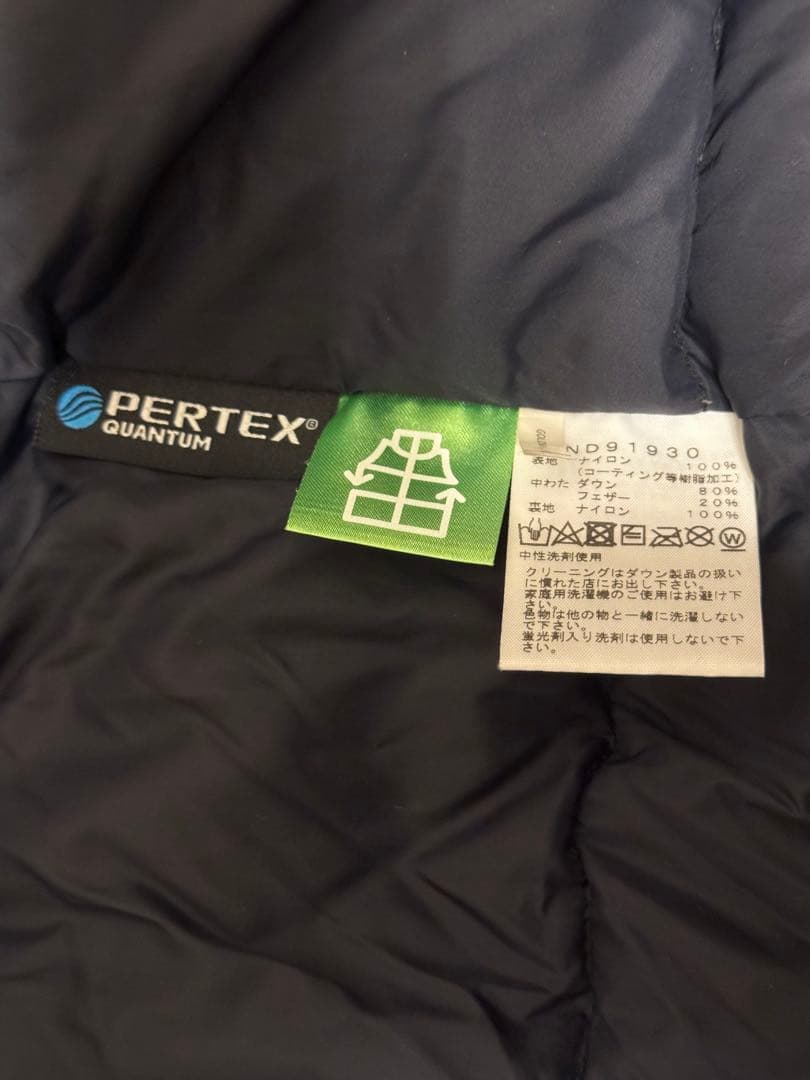 PERTEX®
QUANTUM
ND91930
表地 ナイロン 100%
(コーティング等樹脂加工)
中わた ダウン 80%
フェザー 20%
裏地 ナイロン 100%
W
中性洗剤使用
クリーニングはダウン製品の扱い
に慣れた店にお出し下さい。
家庭用洗濯機のご使用はお避け下
さい。
色物は他の物と一緒に洗濯しない
で下さい。
蛍光剤入り洗剤は使用しないで下
さい。